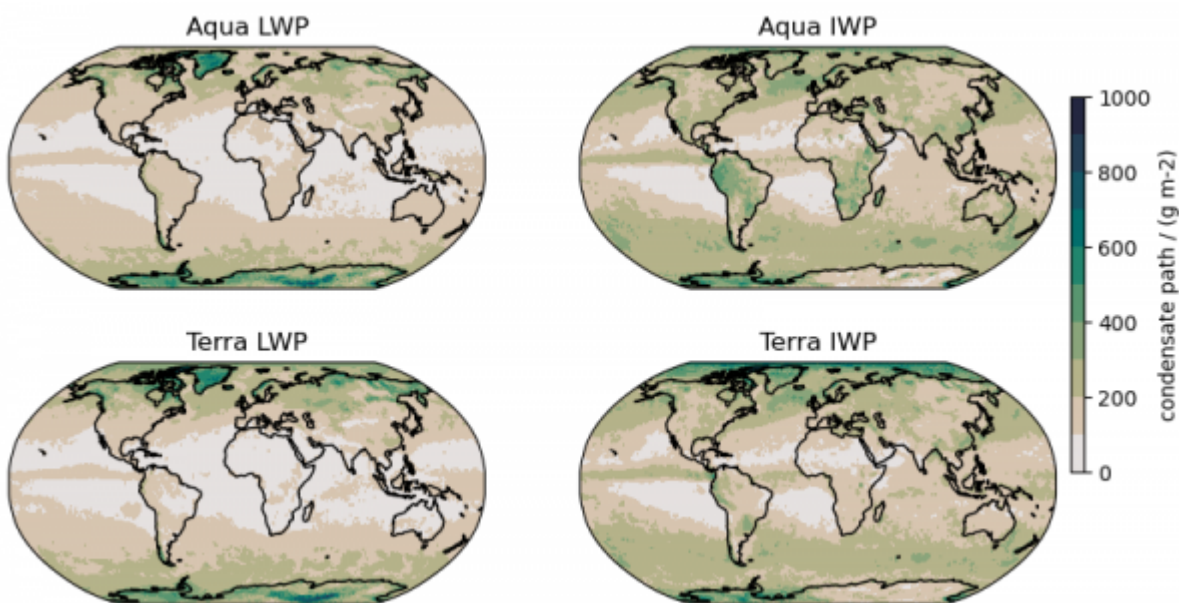 Aqua LWP
Aqua IWP
Terra LWP
Terra IWP
1000
800
600
400
200
0
condensate path / (g m-2)